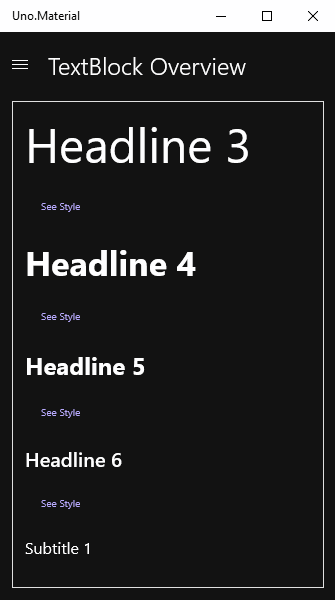 Uno.Material
TextBlock Overview
Headline 3
See Style
Headline 4
See Style
Headline 5
See Style
Headline 6
See Style
Subtitle 1